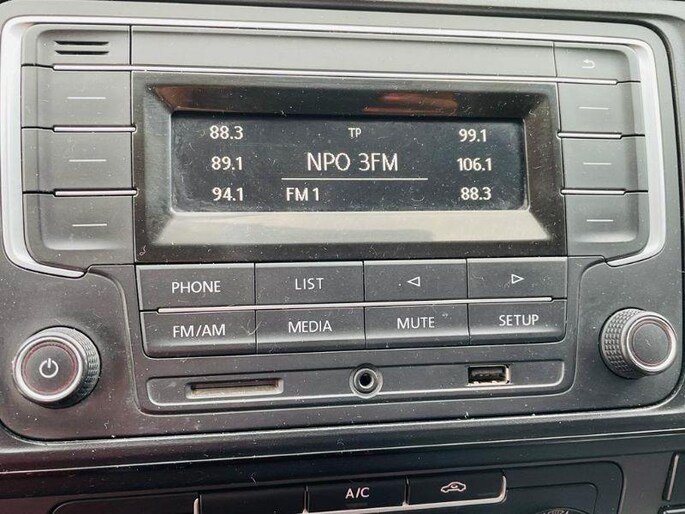 88.3 TP 99.1
89.1 NPO 3FM 106.1
94.1 FM 1 88.3
PHONE LIST
FM/AM MEDIA MUTE SETUP
A/C